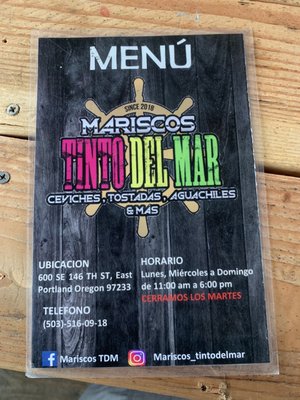 MENÚ
SINCE 2018
MARISCOS
TINTO DEL MAR
CEVICHES , TOSTADAS , AGUACHILES
& MAS
UBICACION
600 SE 146 TH ST, East
Portland Oregon 97233
TELEFONO
(503)-516-09-18
HORARIO
Lunes, Miércoles a Domingo
de 11:00 am a 6:00 pm
CERRAMOS LOS MARTES
f Mariscos TDM
Mariscos_tintodelmar